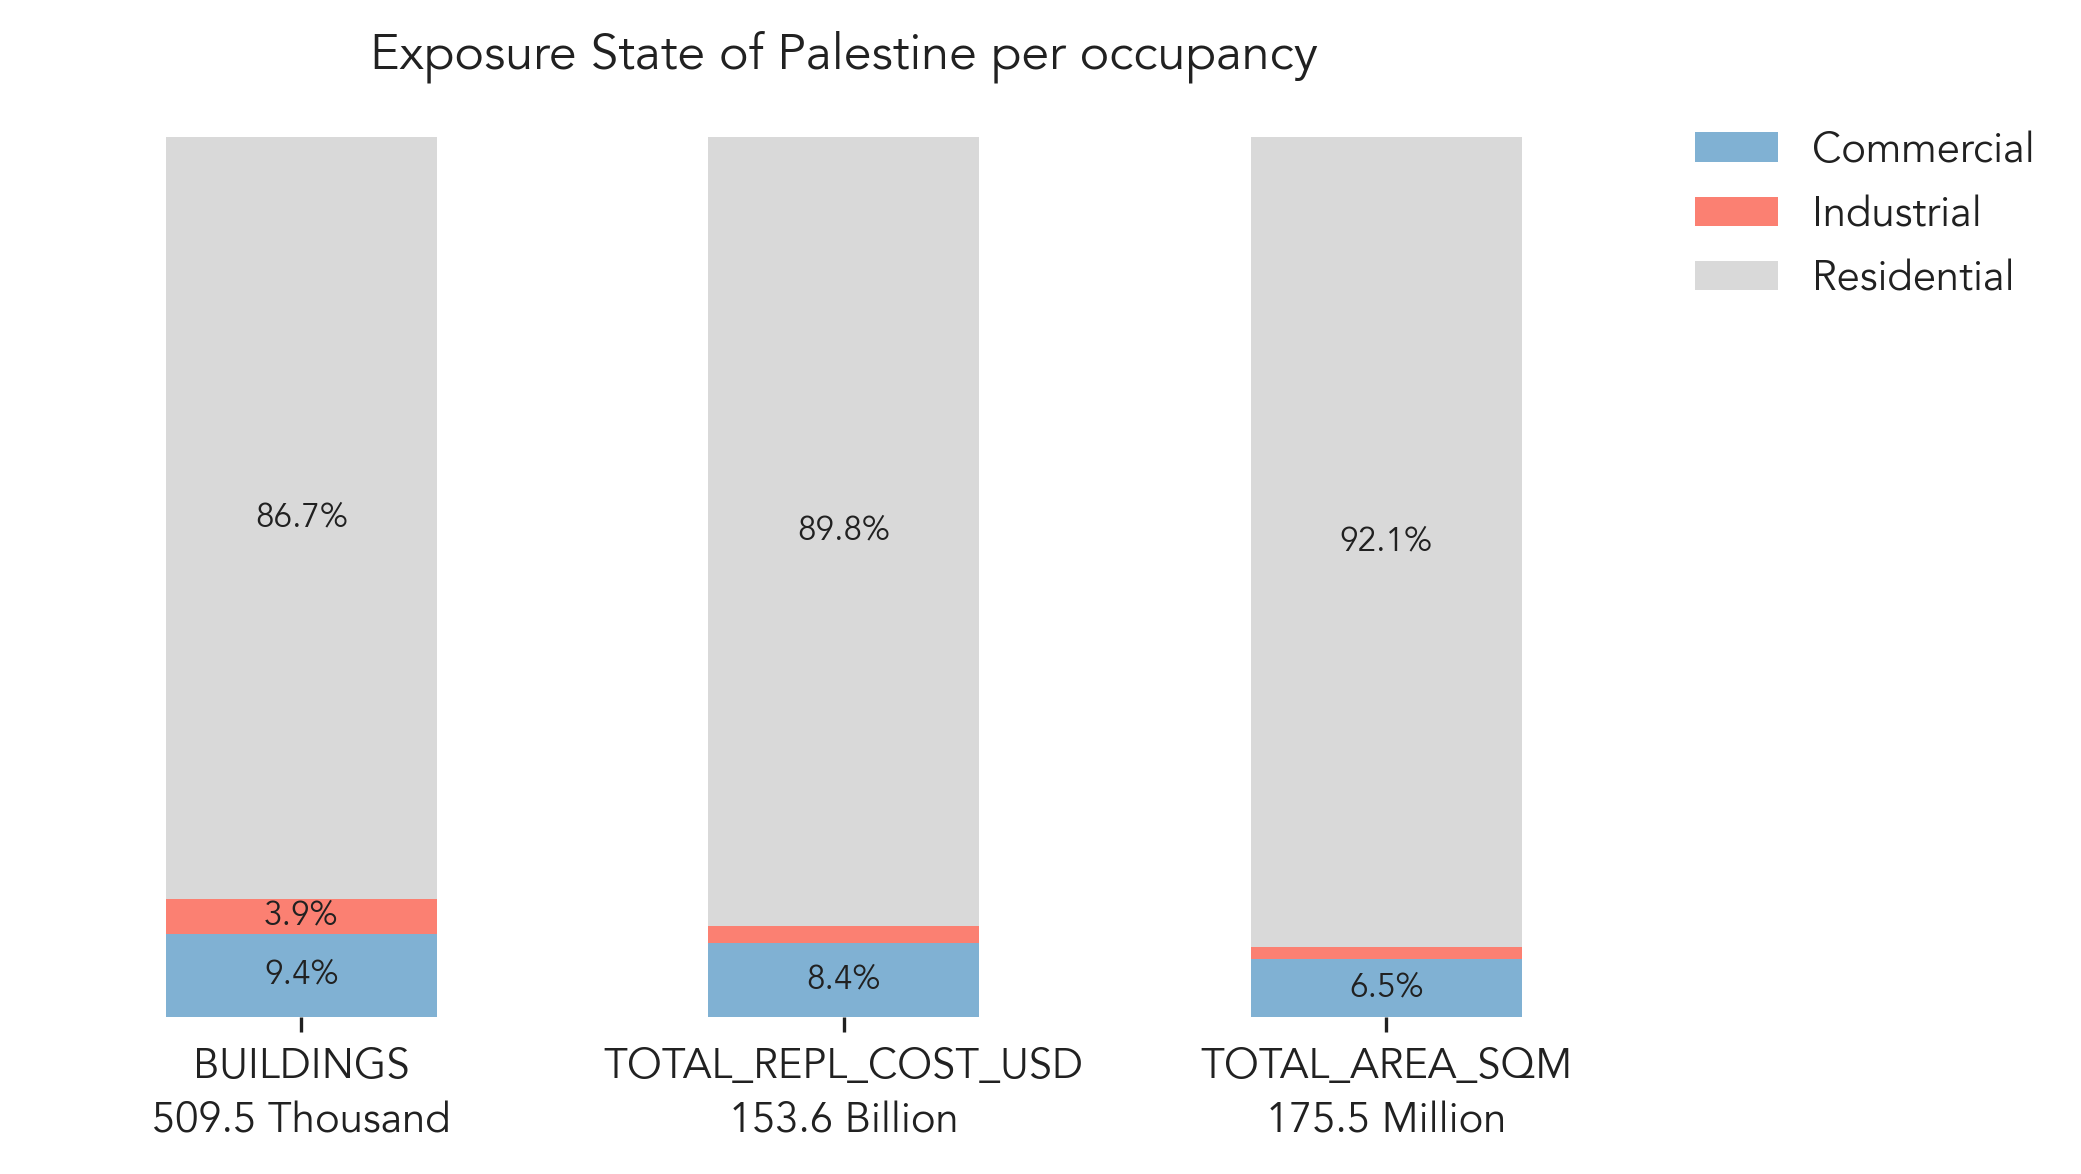 Exposure State of Palestine per occupancy
Commercial
Industrial
Residential
86.7%
89.8%
92.1%
3.9%
9.4%
8.4%
6.5%
BUILDINGS
509.5 Thousand
TOTAL_REPL_COST_USD
153.6 Billion
TOTAL_AREA_SQM
175.5 Million